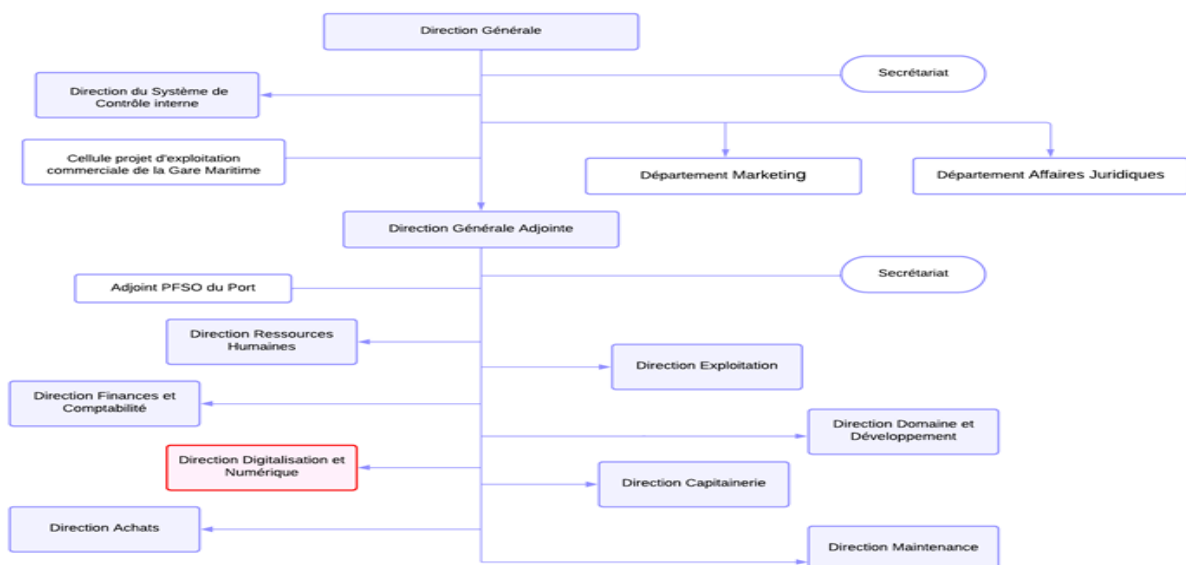 Direction Générale
Secrétariat
Direction du Système de
Contrôle interne
Cellule projet d'exploitation
commerciale de la Gare Maritime
Département Marketing
Département Affaires Juridiques
Direction Générale Adjointe
Secrétariat
Adjoint PFSO du Port
Direction Ressources
Humaines
Direction Exploitation
Direction Finances et
Comptabilité
Direction Domaine et
Développement
Direction Digitalisation et
Numérique
Direction Capitainerie
Direction Achats
Direction Maintenance